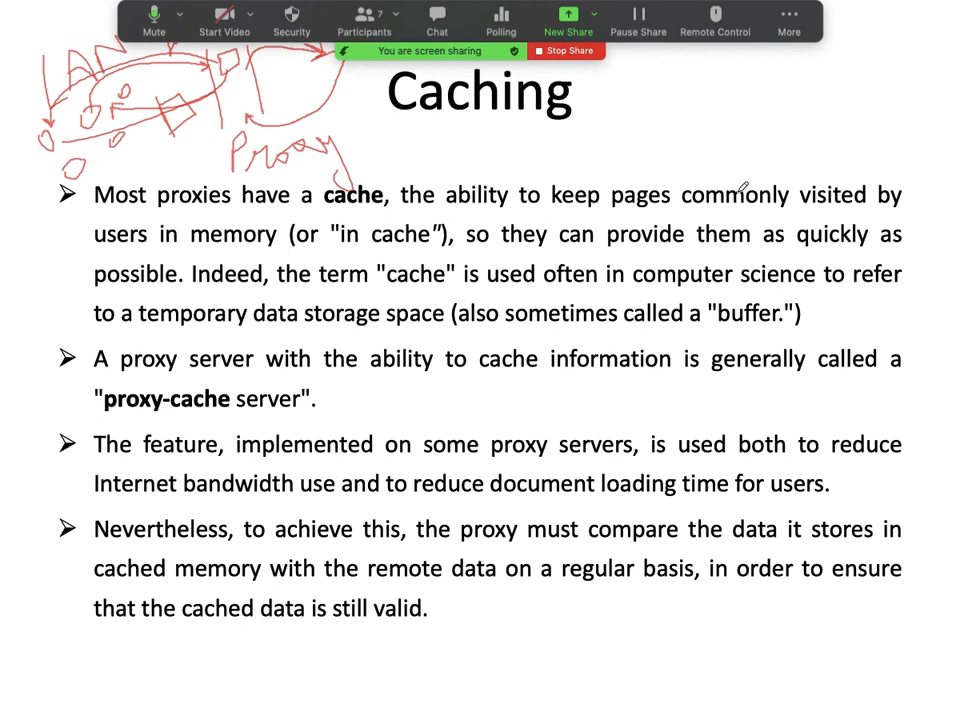 Mute Start Video Security Participants 7 Chat Polling New Share Pause Share Remote Control More
You are screen sharing Stop Share
LAN
Caching
Proxy
➢ Most proxies have a cache, the ability to keep pages commonly visited by
users in memory (or "in cache"), so they can provide them as quickly as
possible. Indeed, the term "cache" is used often in computer science to refer
to a temporary data storage space (also sometimes called a "buffer.")
➢ A proxy server with the ability to cache information is generally called a
"proxy-cache server".
➢ The feature, implemented on some proxy servers, is used both to reduce
Internet bandwidth use and to reduce document loading time for users.
➢ Nevertheless, to achieve this, the proxy must compare the data it stores in
cached memory with the remote data on a regular basis, in order to ensure
that the cached data is still valid.